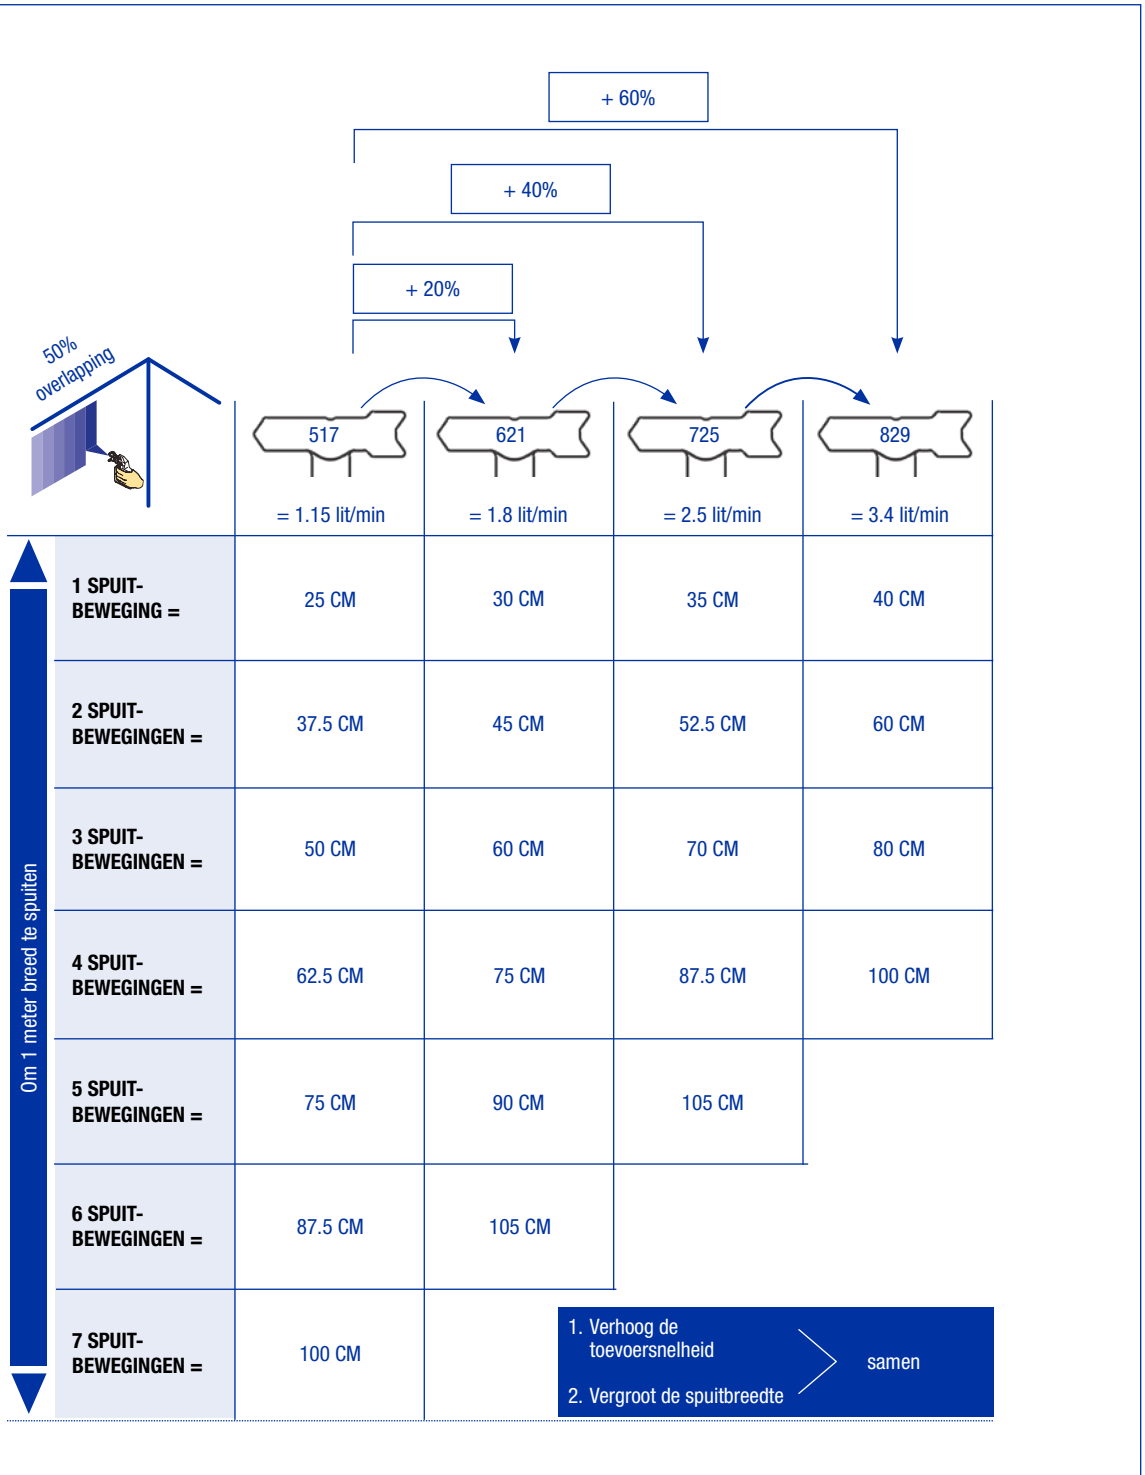 + 60%
+ 40%
+ 20%
50%
overlapping
517
621
725
829
= 1.15 lit/min
= 1.8 lit/min
= 2.5 lit/min
= 3.4 lit/min
Om 1 meter breed te spuiten
1 SPUIT-
BEWEGING =
25 CM
30 CM
35 CM
40 CM
2 SPUIT-
BEWEGINGEN =
37.5 CM
45 CM
52.5 CM
60 CM
3 SPUIT-
BEWEGINGEN =
50 CM
60 CM
70 CM
80 CM
4 SPUIT-
BEWEGINGEN =
62.5 CM
75 CM
87.5 CM
100 CM
5 SPUIT-
BEWEGINGEN =
75 CM
90 CM
105 CM
6 SPUIT-
BEWEGINGEN =
87.5 CM
105 CM
7 SPUIT-
BEWEGINGEN =
100 CM
1. Verhoog de
toevoersnelheid
2. Vergroot de spuitbreedte
samen